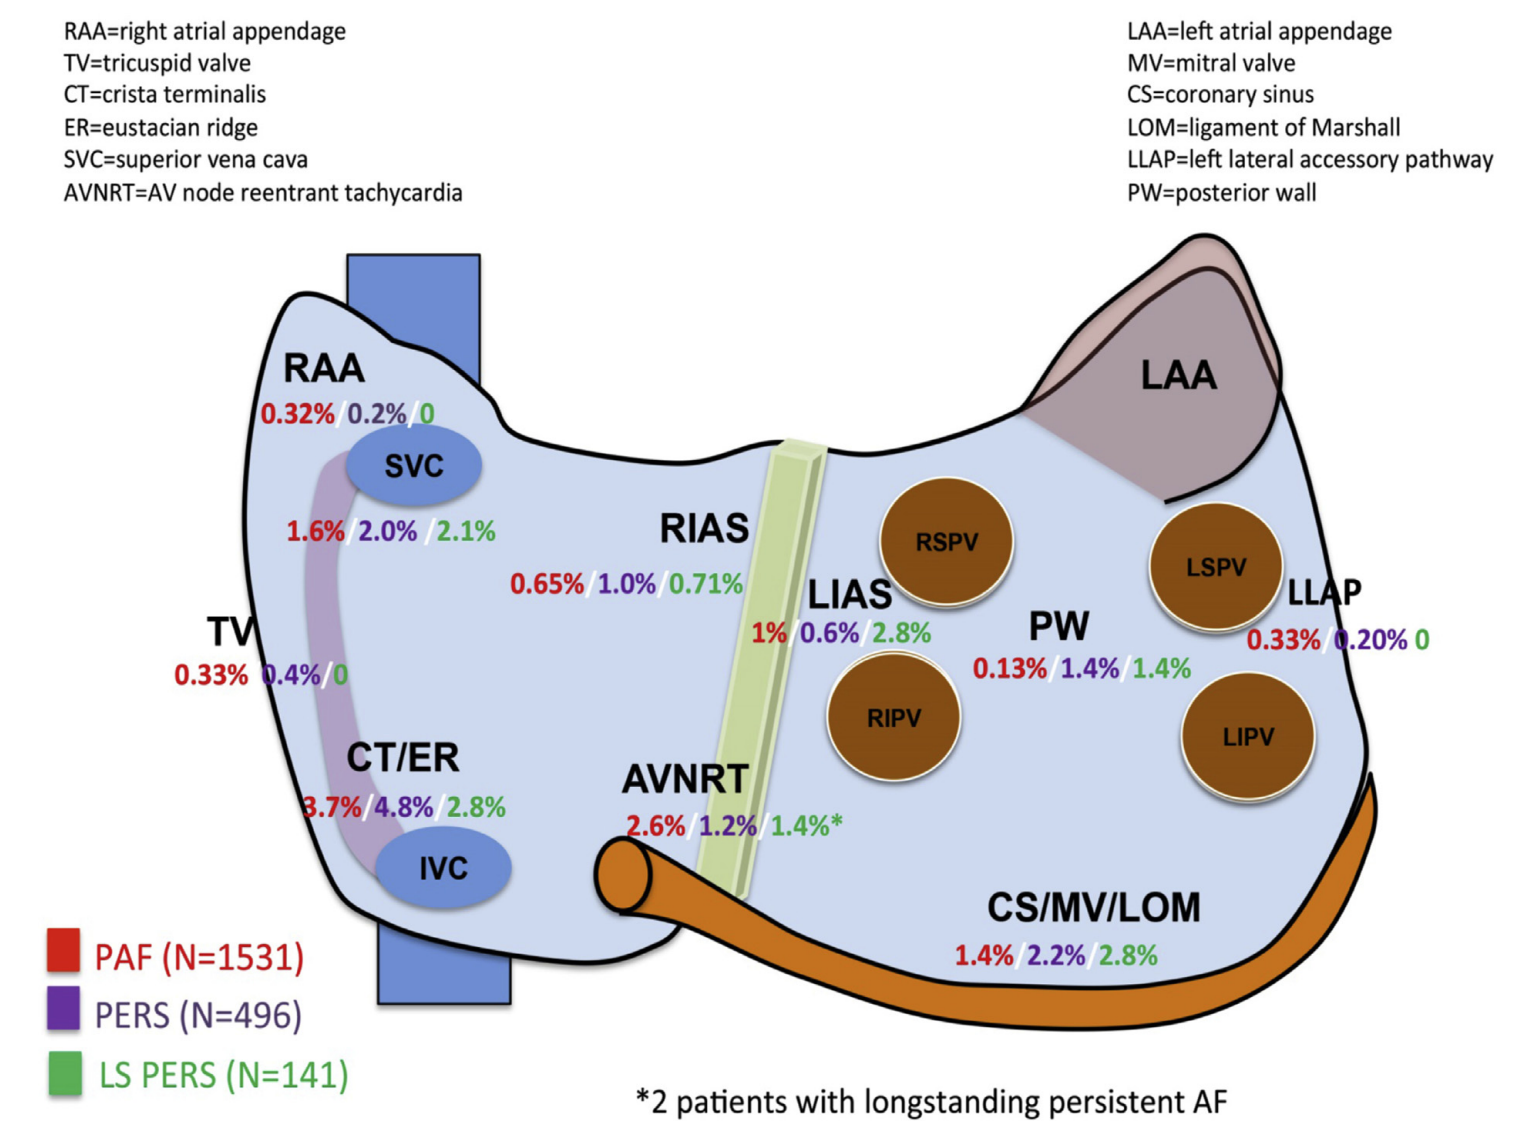 RAA=right atrial appendage
TV=tricuspid valve
CT=crista terminalis
ER=eustacian ridge
SVC=superior vena cava
AVNRT=AV node reentrant tachycardia
LAA=left atrial appendage
MV=mitral valve
CS=coronary sinus
LOM=ligament of Marshall
LLAP=left lateral accessory pathway
PW=posterior wall
RAA
0.32%/0.2%/0
SVC
1.6%/2.0%/2.1%
TV
0.33% 0.4%/0
CT/ER
3.7%/4.8%/2.8%
IVC
RIAS
0.65%/1.0%/0.71%
AVNRT
2.6%/1.2%/1.4%*
LAA
RSPV
LSPV
LIAS
1%/0.6%/2.8%
PW
0.13%/1.4%/1.4%
LLAP
0.33%/0.20% 0
RIPV
LIPV
CS/MV/LOM
1.4%/2.2%/2.8%
PAF (N=1531)
PERS (N=496)
LS PERS (N=141)
*2 patients with longstanding persistent AF